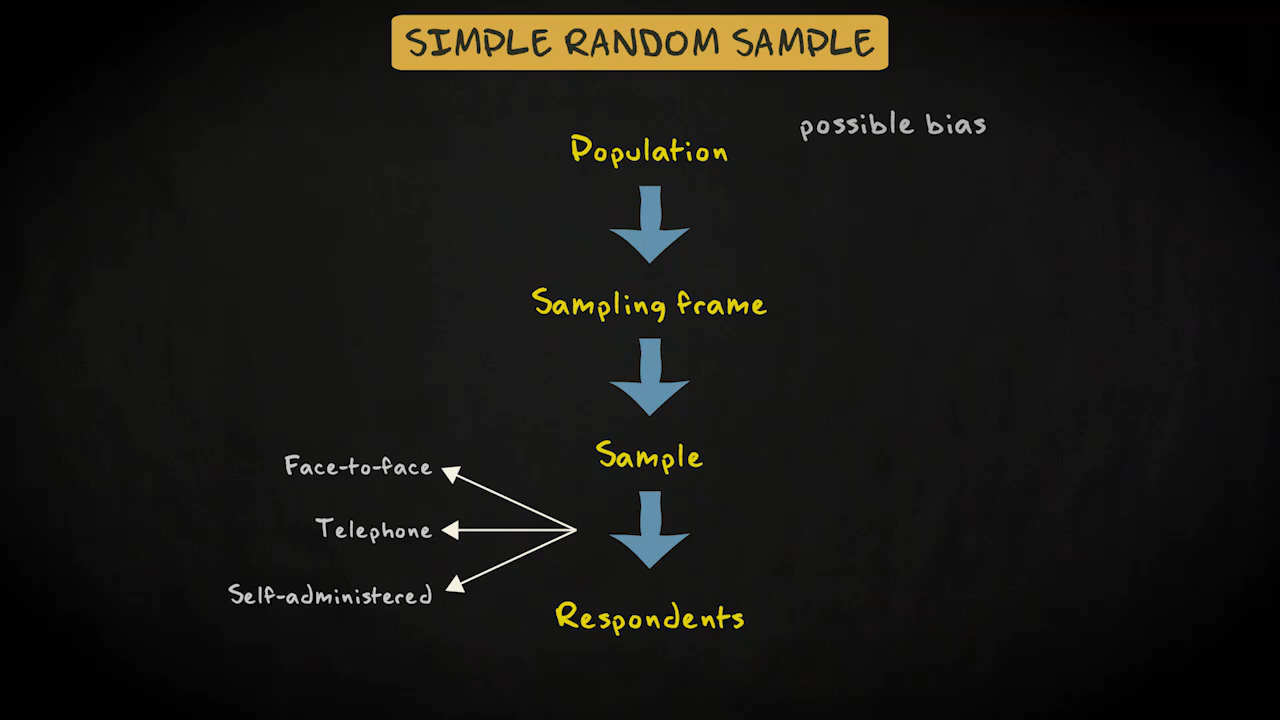 SIMPLE RANDOM SAMPLE
possible bias
Population
Sampling frame
Sample
Face-to-face
Telephone
Self-administered
Respondents